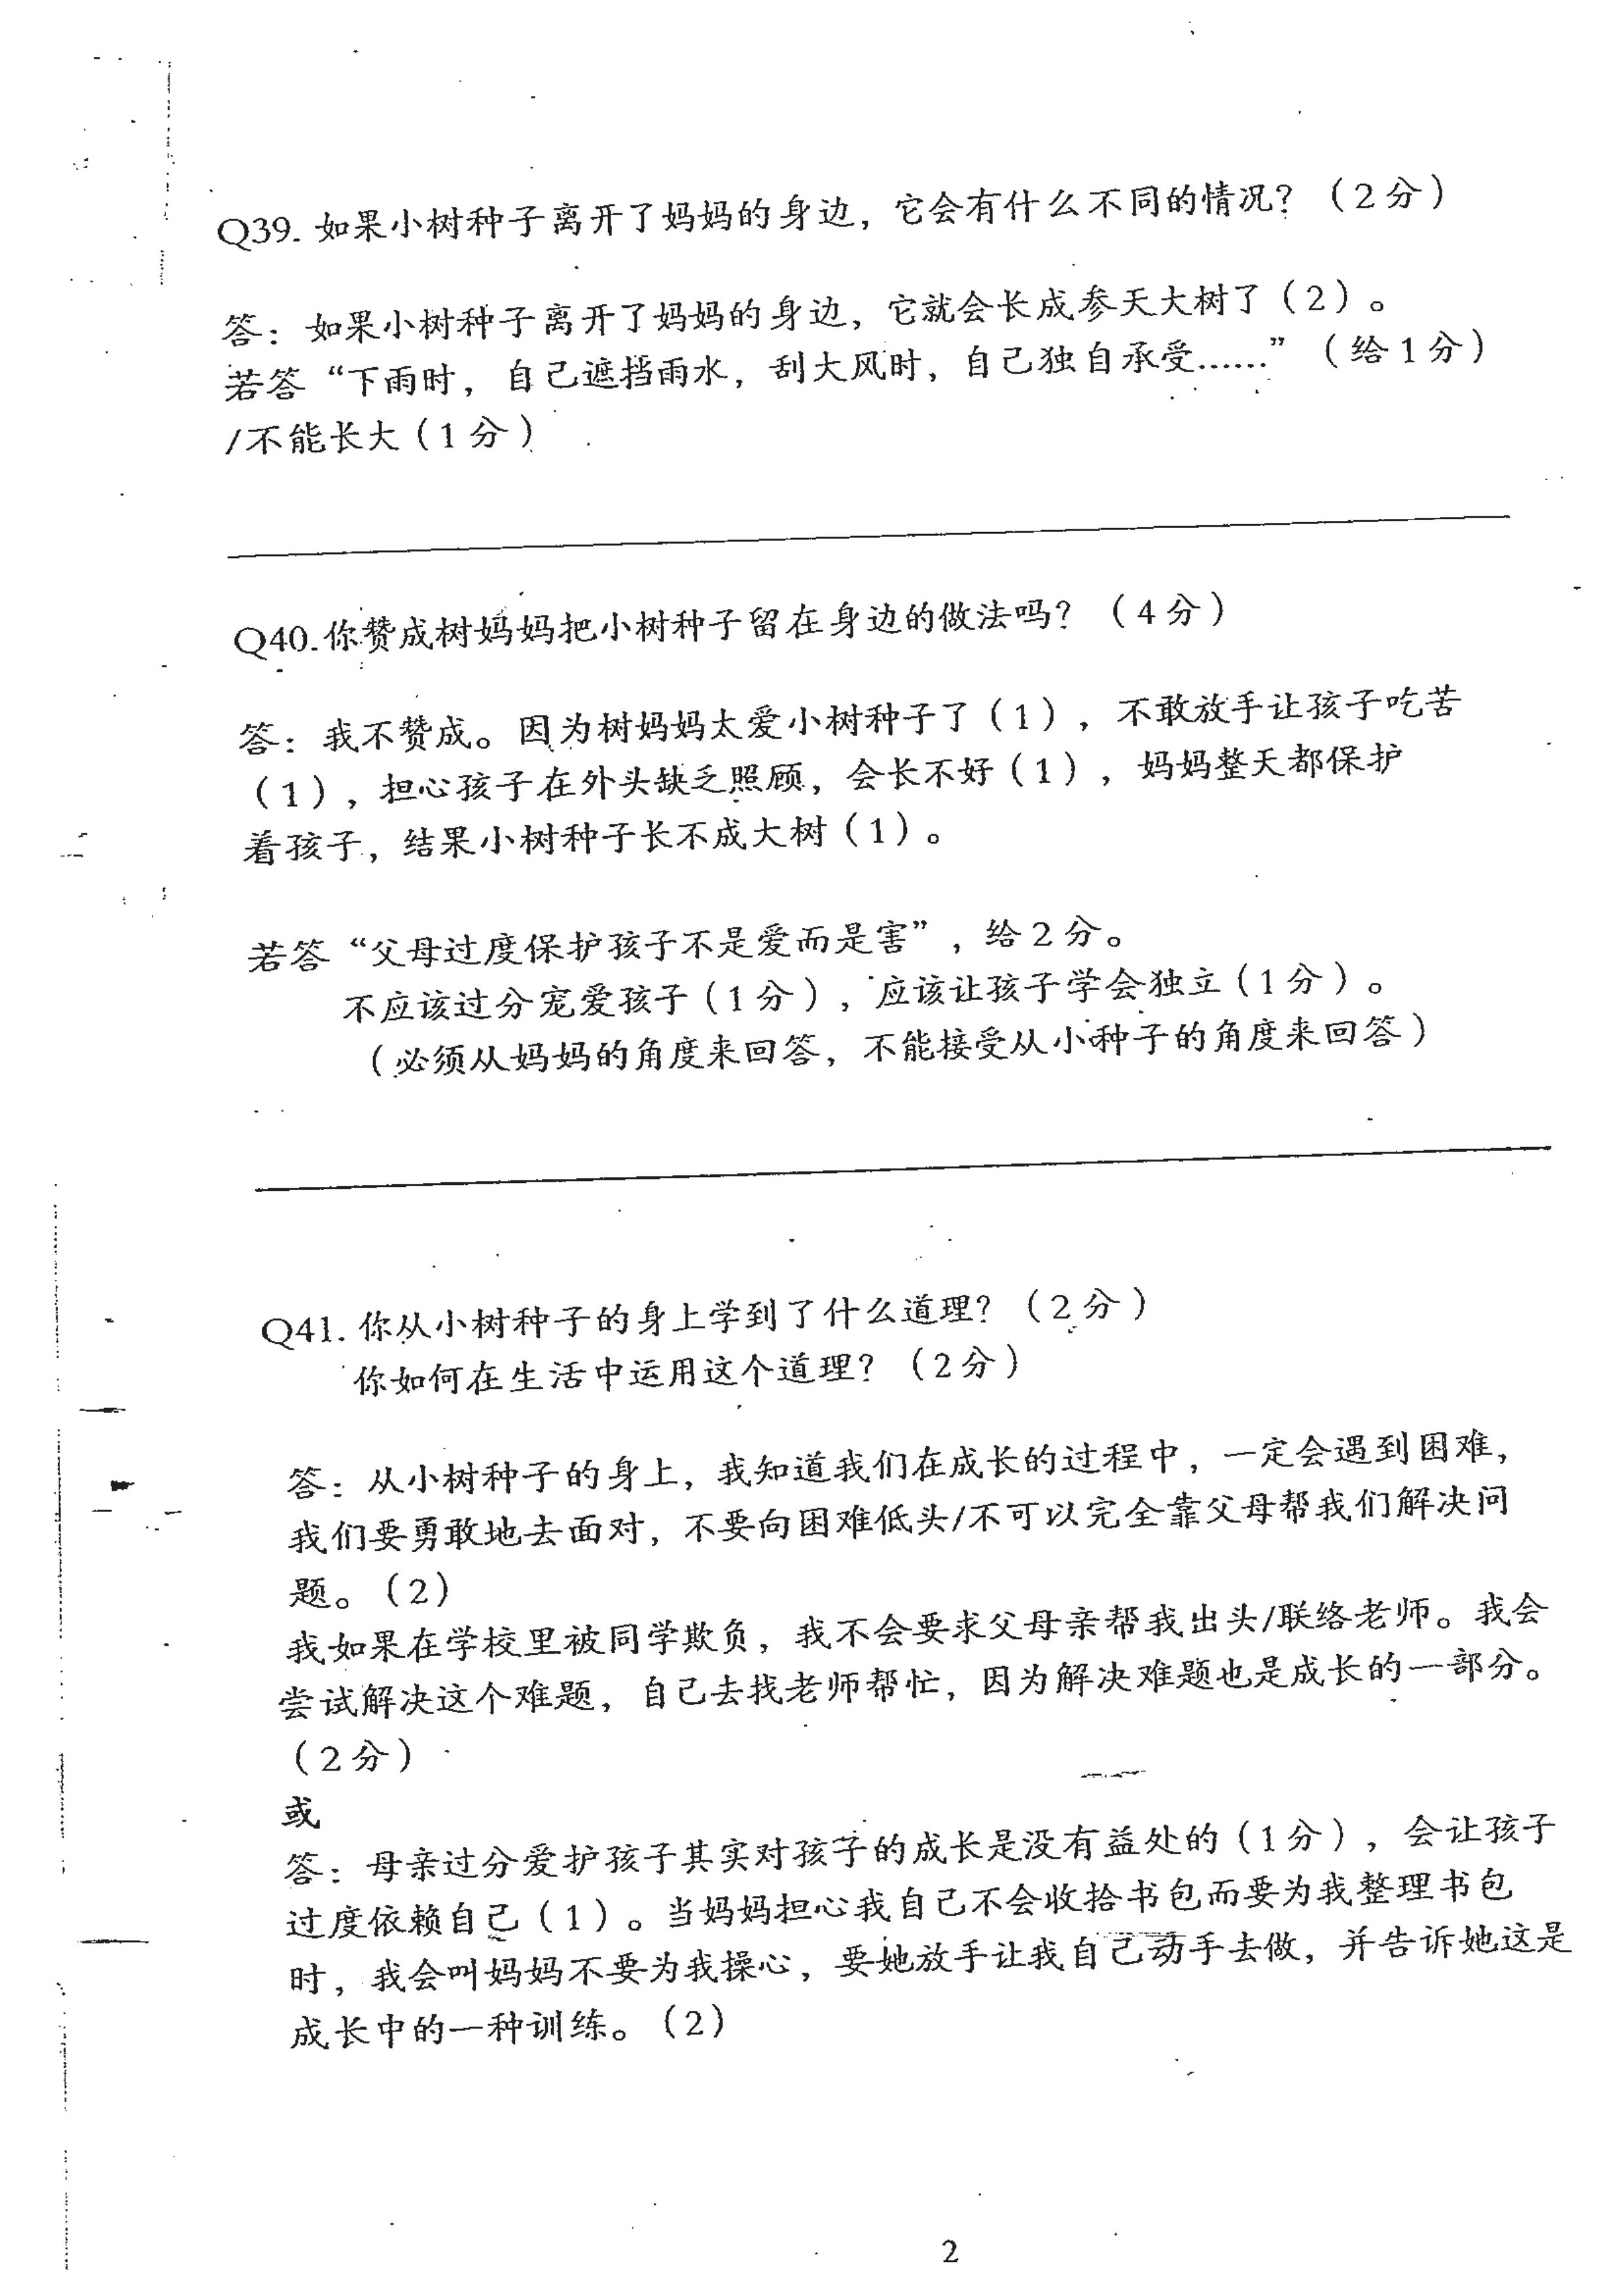 Q39. 如果小树种子离开了妈妈的身边，它会有什么不同的情况？（2分）
答：如果小树种子离开了妈妈的身边，它就会长成参天大树了（2）。
若答“下雨时，自己遮挡雨水，刮大风时，自己独自承受......”（给1分）
/不能长大（1分）
Q40.你赞成树妈妈把小树种子留在身边的做法吗？（4分）
答：我不赞成。因为树妈妈太爱小树种子了（1），不敢放手让孩子吃苦
（1），担心孩子在外头缺乏照顾，会长不好（1），妈妈整天都保护
着孩子，结果小树种子长不成大树（1）。
若答“父母过度保护孩子不是爱而是害”，给2分。
不应该过分宠爱孩子（1分），应该让孩子学会独立（1分）。
（必须从妈妈的角度来回答，不能接受从小种子的角度来回答）
Q41. 你从小树种子的身上学到了什么道理？（2分）
你如何在生活中运用这个道理？（2分）
答：从小树种子的身上，我知道我们在成长的过程中，一定会遇到困难，
我们要勇敢地去面对，不要向困难低头/不可以完全靠父母帮我们解决问
题。（2）
我如果在学校里被同学欺负，我不会要求父母亲帮我出头/联络老师。我会
尝试解决这个难题，自己去找老师帮忙，因为解决难题也是成长的一部分。
（2分）
或
答：母亲过分爱护孩子其实对孩子的成长是没有益处的（1分），会让孩子
过度依赖自己（1）。当妈妈担心我自己不会收拾书包而要为我整理书包
时，我会叫妈妈不要为我操心，要她放手让我自己动手去做，并告诉她这是
成长中的一种训练。（2）
2